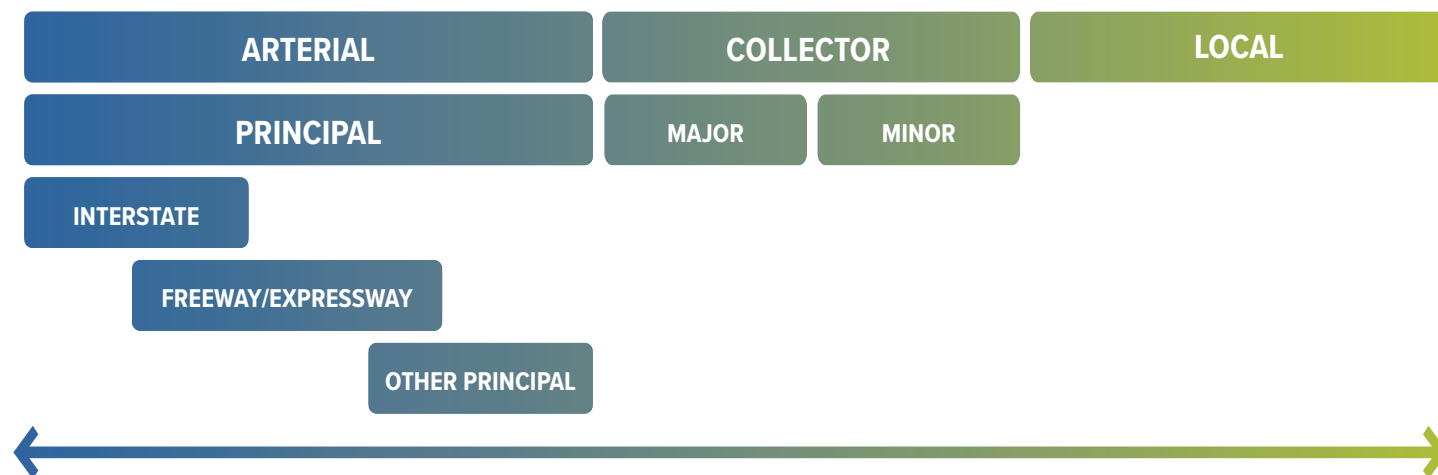 ARTERIAL
COLLECTOR
LOCAL
PRINCIPAL
MAJOR
MINOR
INTERSTATE
FREEWAY/EXPRESSWAY
OTHER PRINCIPAL